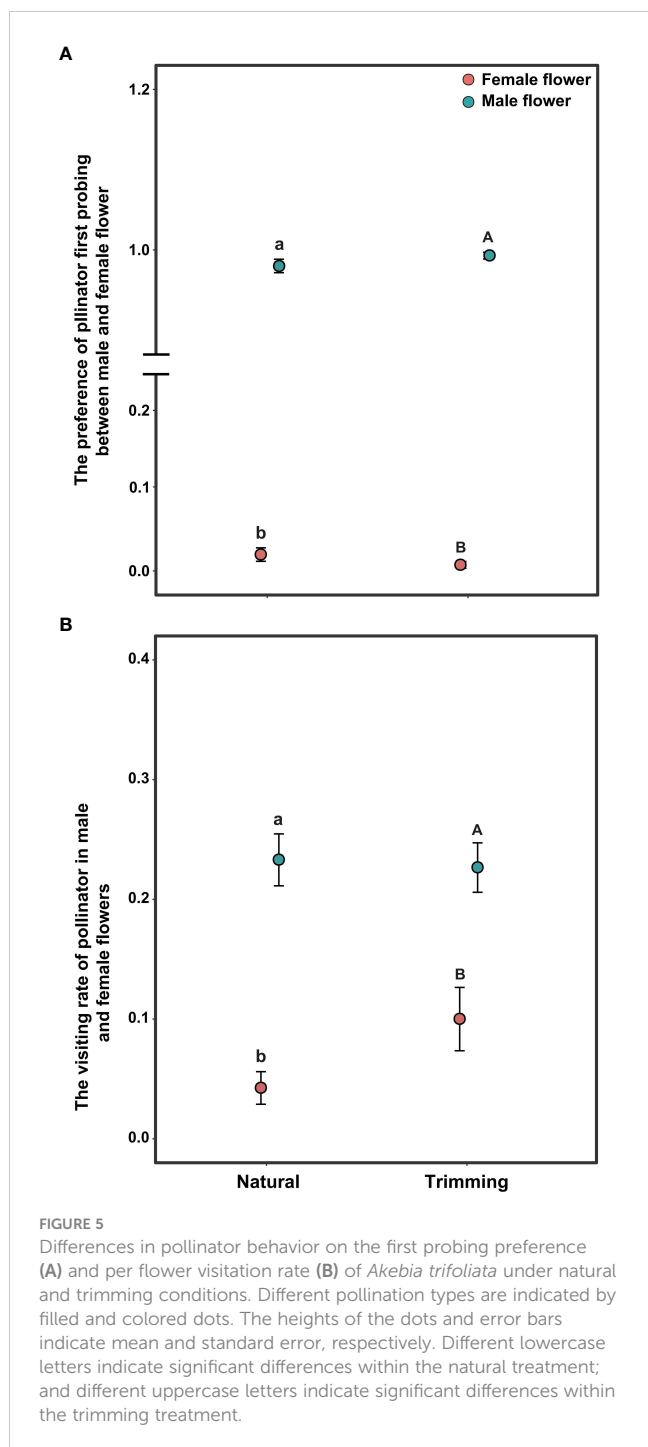 A
Female flower
Male flower
The preference of pllinator first probing
between male and female flower
1.2
1.0
0.2
0.1
0.0
a
A
b
B
B
The visiting rate of pollinator in male
and female flowers
0.4
0.3
0.2
0.1
0.0
a
A
b
B
Natural
Trimming
FIGURE 5
Differences in pollinator behavior on the first probing preference
(A) and per flower visitation rate (B) of Akebia trifoliata under natural
and trimming conditions. Different pollination types are indicated by
filled and colored dots. The heights of the dots and error bars
indicate mean and standard error, respectively. Different lowercase
letters indicate significant differences within the natural treatment;
and different uppercase letters indicate significant differences within
the trimming treatment.